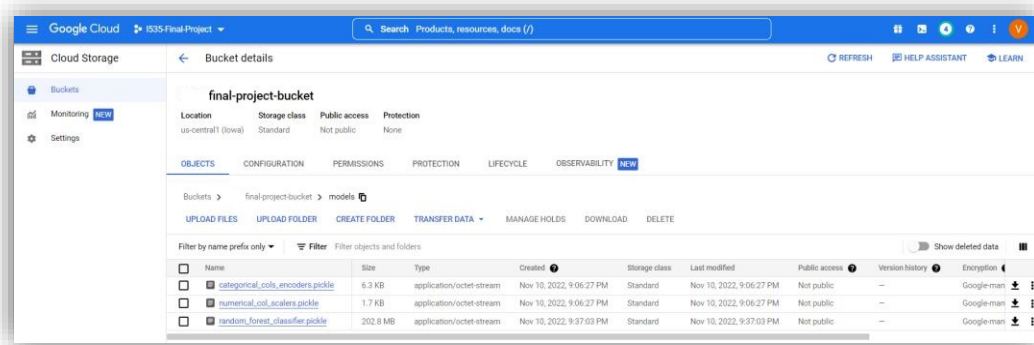 Google Cloud I535-Final-Project Search Products, resources, docs (/) 4 V
Cloud Storage Bucket details REFRESH HELP ASSISTANT LEARN
Buckets
Monitoring NEW
Settings
final-project-bucket
Location Storage class Public access Protection
us-central1 (Iowa) Standard Not public None
OBJECTS CONFIGURATION PERMISSIONS PROTECTION LIFECYCLE OBSERVABILITY NEW
Buckets > final-project-bucket > models
UPLOAD FILES UPLOAD FOLDER CREATE FOLDER TRANSFER DATA MANAGE HOLDS DOWNLOAD DELETE
Filter by name prefix only Filter Filter objects and folders Show deleted data
Name Size Type Created Storage class Last modified Public access Version history Encryption
categorical_cols_encoders.pickle 6.3 KB application/octet-stream Nov 10, 2022, 9:06:27 PM Standard Nov 10, 2022, 9:06:27 PM Not public — Google-man
numerical_col_scalers.pickle 1.7 KB application/octet-stream Nov 10, 2022, 9:06:27 PM Standard Nov 10, 2022, 9:06:27 PM Not public — Google-man
random_forest_classifier.pickle 202.8 MB application/octet-stream Nov 10, 2022, 9:37:03 PM Standard Nov 10, 2022, 9:37:03 PM Not public — Google-man